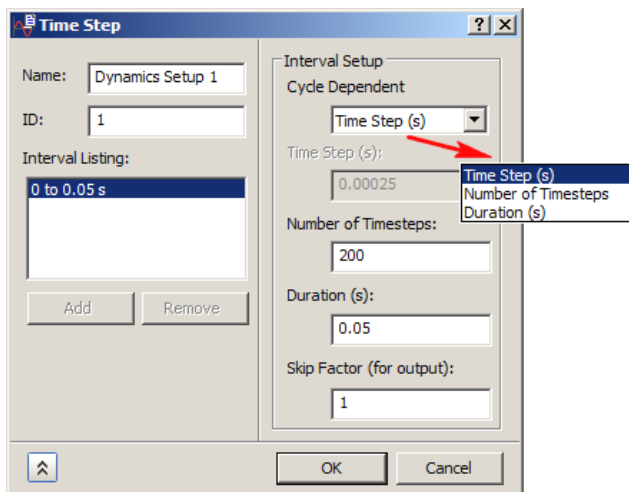 Time Step
Name:
Dynamics Setup 1
ID:
1
Interval Listing:
0 to 0.05 s
Add
Remove
Interval Setup
Cycle Dependent
Time Step (s)
Time Step (s)
Number of Timesteps
Duration (s)
Time Step (s):
0.00025
Number of Timesteps:
200
Duration (s):
0.05
Skip Factor (for output):
1
OK
Cancel